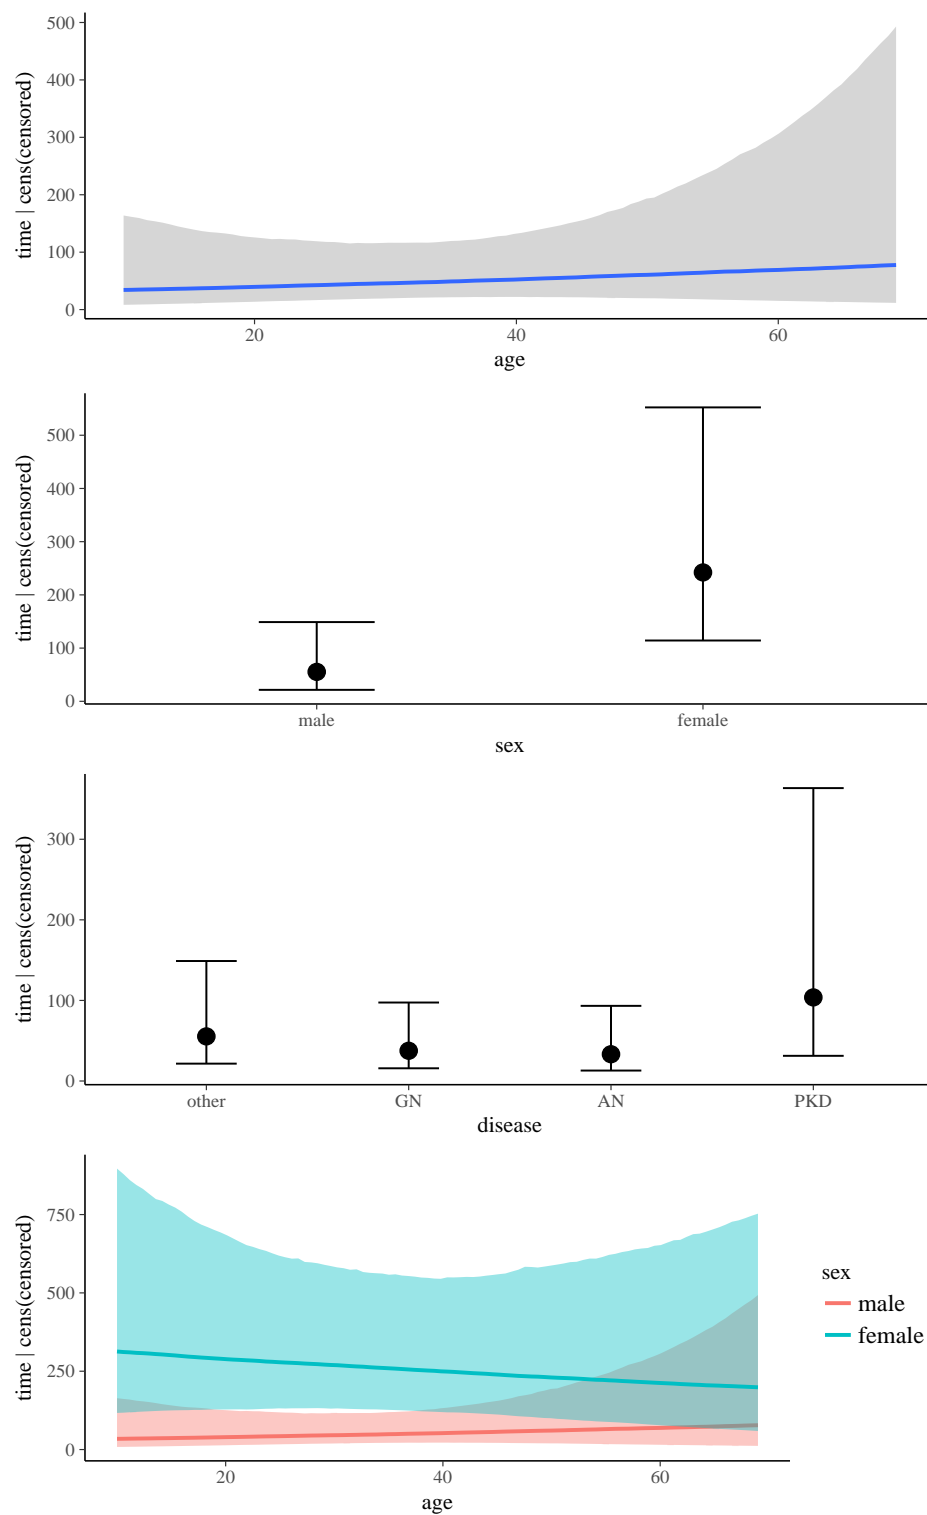 500
400
300
200
100
0
time | cens(censored)
20 40 60
age
500
400
300
200
100
0
time | cens(censored)
male female
sex
300
200
100
0
time | cens(censored)
other GN AN PKD
disease
750
500
250
0
time | cens(censored)
20 40 60
age
sex
male
female